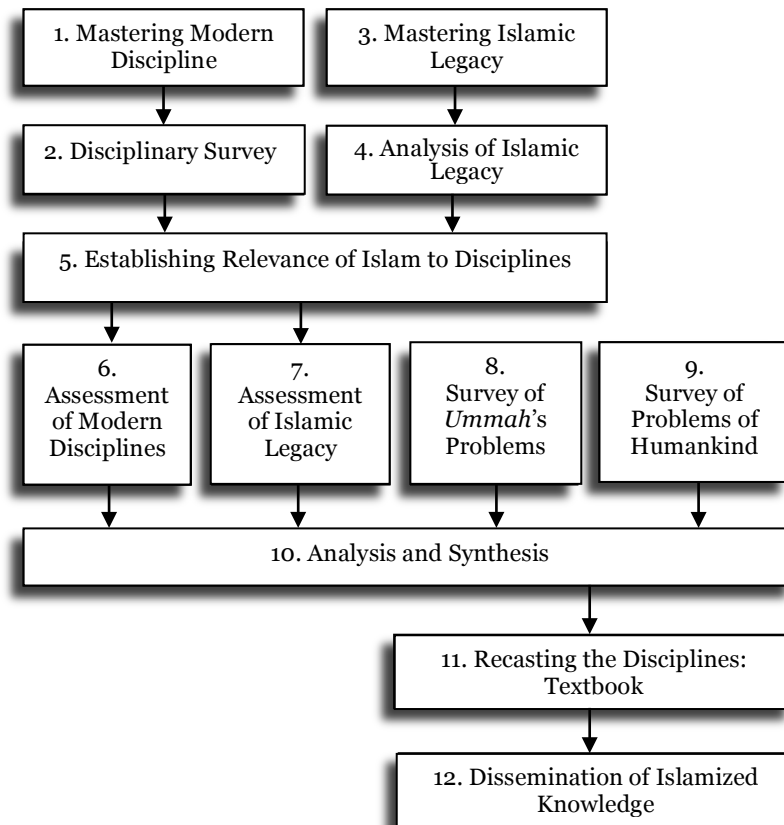 1. Mastering Modern
Discipline
3. Mastering Islamic
Legacy
2. Disciplinary Survey
4. Analysis of Islamic
Legacy
5. Establishing Relevance of Islam to Disciplines
6.
Assessment
of Modern
Disciplines
7.
Assessment
of Islamic
Legacy
8.
Survey of
Ummah’s
Problems
9.
Survey of
Problems of
Humankind
10. Analysis and Synthesis
11. Recasting the Disciplines:
Textbook
12. Dissemination of Islamized
Knowledge